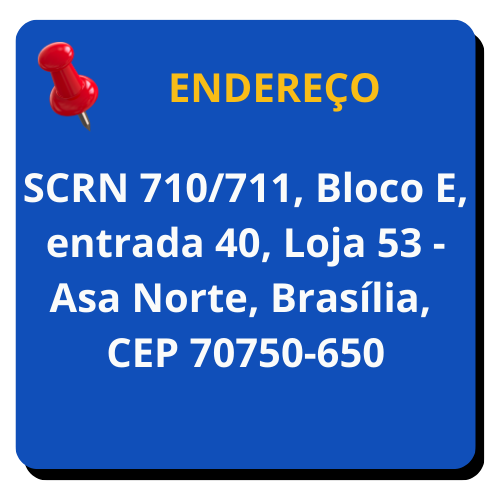 ENDEREÇO
SCRN 710/711, Bloco E,
entrada 40, Loja 53 -
Asa Norte, Brasília,
CEP 70750-650